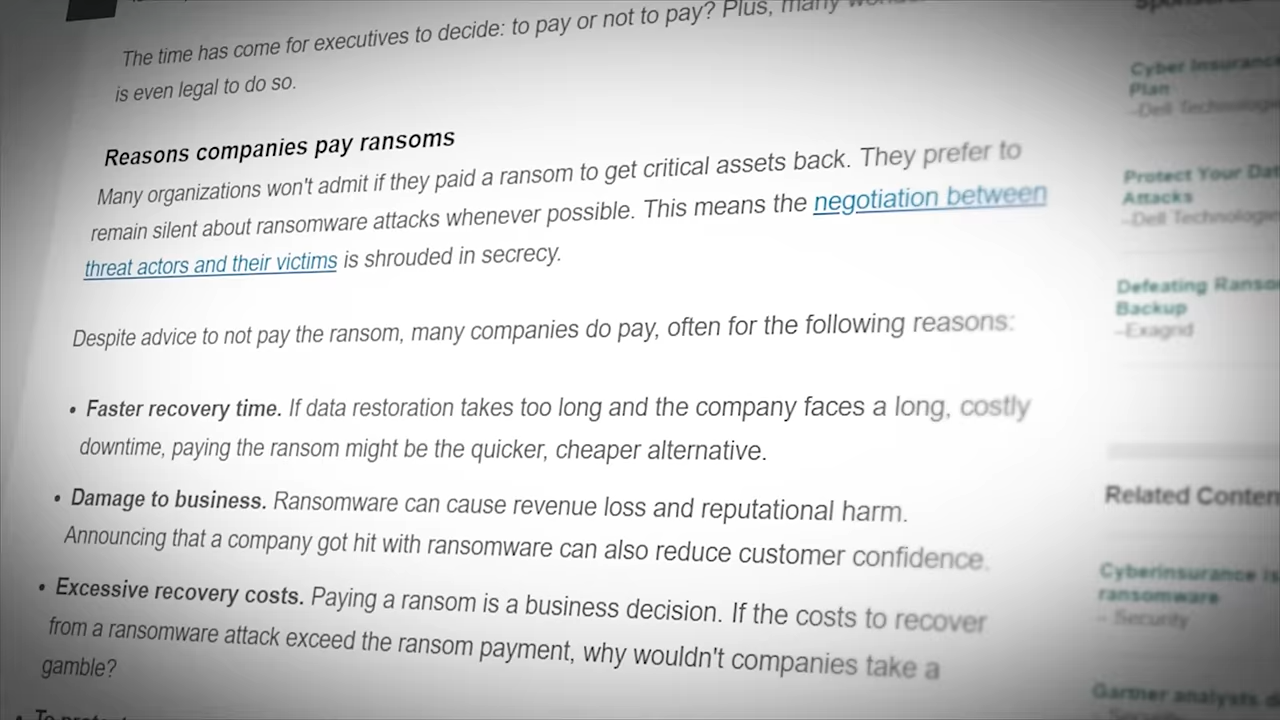 The time has come for executives to decide: to pay or not to pay? Plus, many
is even legal to do so.
Reasons companies pay ransoms
Many organizations won't admit if they paid a ransom to get critical assets back. They prefer to
remain silent about ransomware attacks whenever possible. This means the negotiation between
threat actors and their victims is shrouded in secrecy.
Despite advice to not pay the ransom, many companies do pay, often for the following reasons:
• Faster recovery time. If data restoration takes too long and the company faces a long, costly
downtime, paying the ransom might be the quicker, cheaper alternative.
• Damage to business. Ransomware can cause revenue loss and reputational harm.
Announcing that a company got hit with ransomware can also reduce customer confidence.
• Excessive recovery costs. Paying a ransom is a business decision. If the costs to recover
from a ransomware attack exceed the ransom payment, why wouldn't companies take a
gamble?
• To
Cyber Insurance
Plan
–Dell Technologi
Protect Your Dat
Attacks
–Dell Technologi
Defeating Ranso
Backup
–Exagrid
Related Conten
Cyberinsurance is
ransomware
– Security
Gartner analysts d